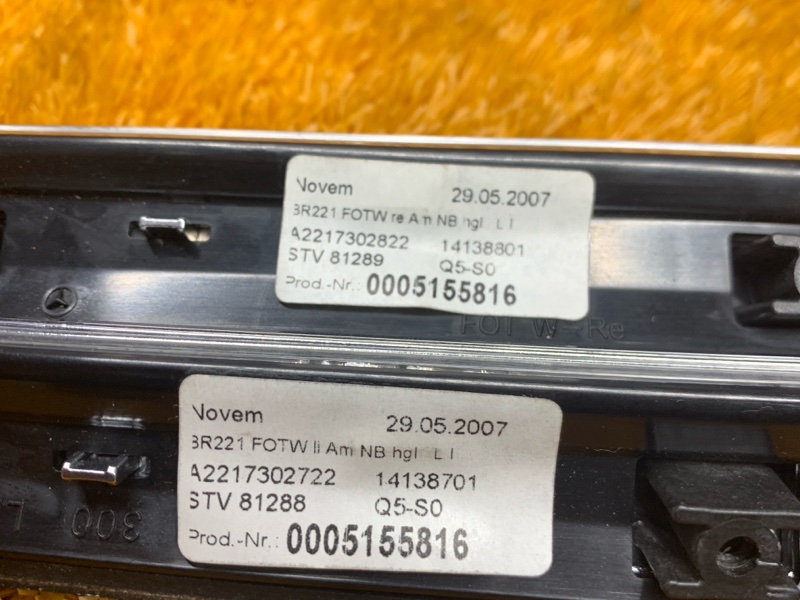 Novem 29.05.2007
BR221 FOTW re Am NB hgl L I
A2217302822 14138801
STV 81289 Q5-S0
Prod.-Nr.: 0005155816
FOT W-Re
Novem 29.05.2007
BR221 FOTW li Am NB hgl L I
A2217302722 14138701
STV 81288 Q5-S0
Prod.-Nr.: 0005155816
300 L